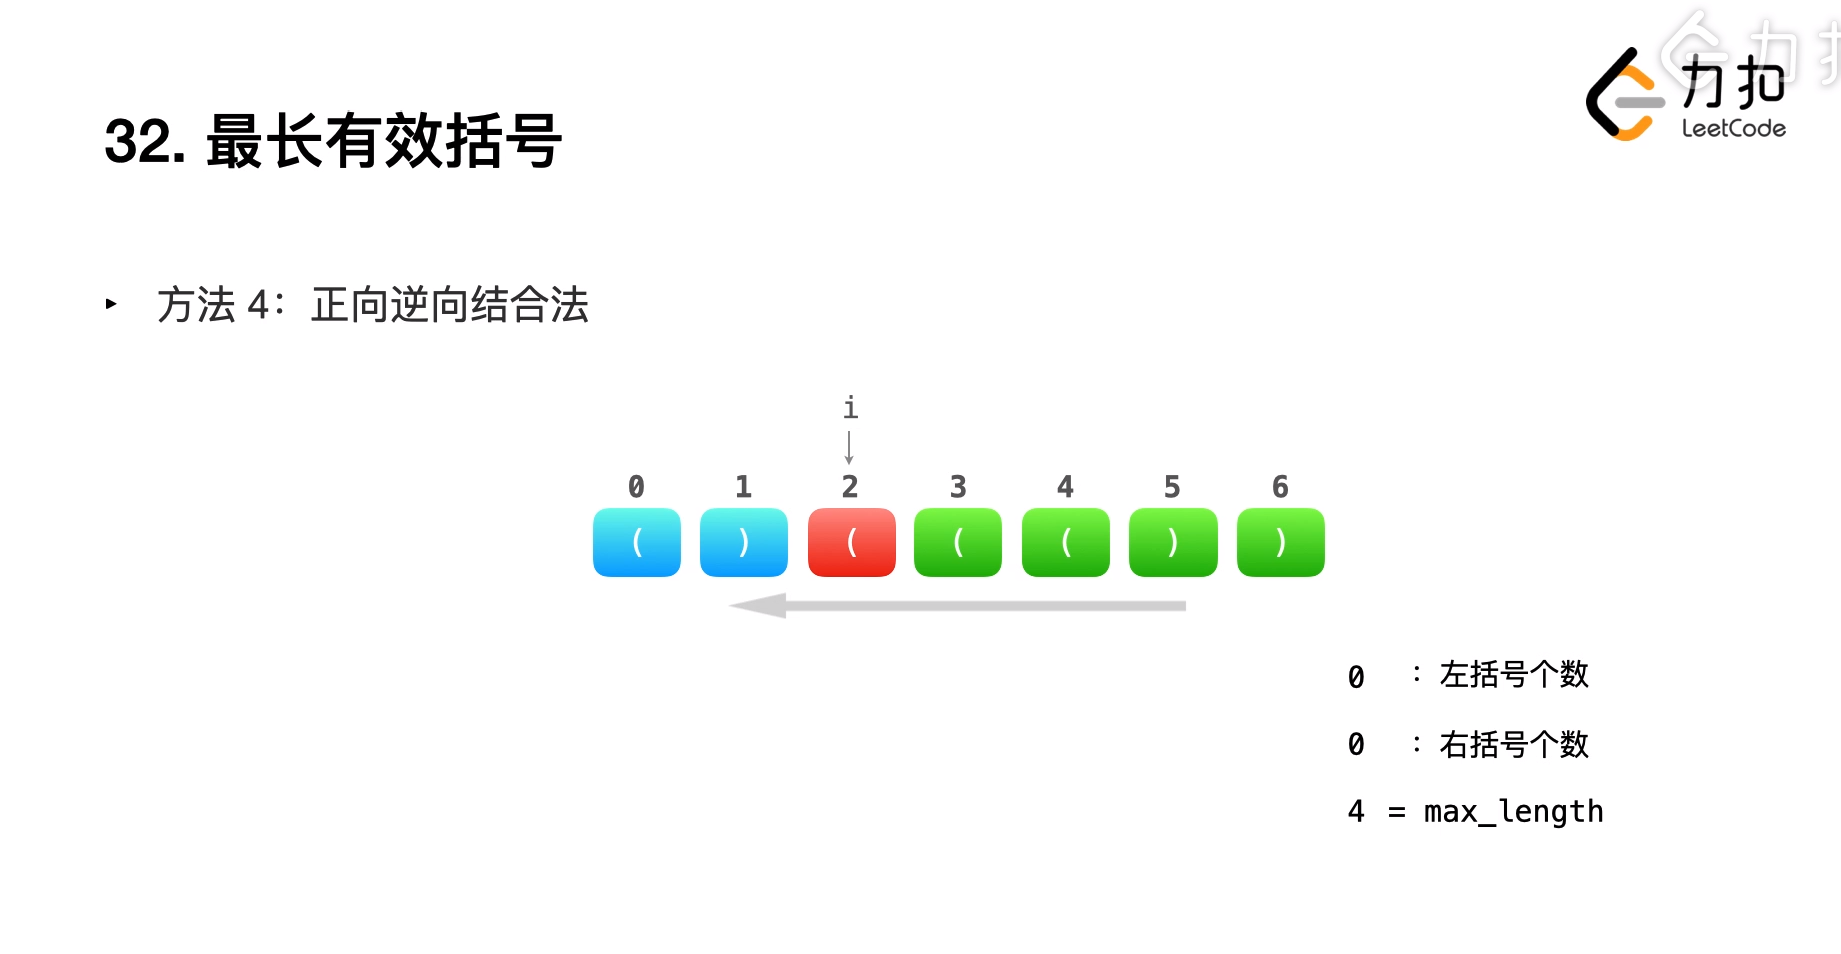 力扣
力扣
LeetCode
32. 最长有效括号
▸ 方法 4：正向逆向结合法
i
0 1 2 3 4 5 6
( ) ( ( ( ) )
0 ：左括号个数
0 ：右括号个数
4 = max_length